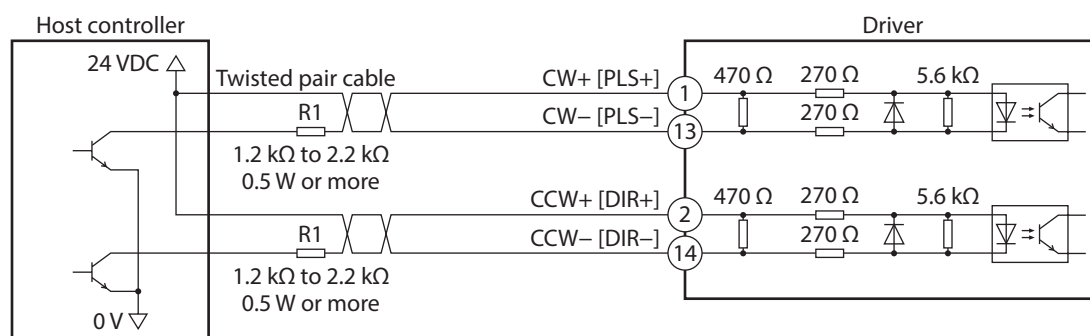 Host controller
Driver
24 VDC
Twisted pair cable
CW+ [PLS+]
1
470 Ω
270 Ω
5.6 kΩ
R1
CW− [PLS−]
13
270 Ω
1.2 kΩ to 2.2 kΩ
0.5 W or more
CCW+ [DIR+]
2
470 Ω
270 Ω
5.6 kΩ
R1
CCW− [DIR−]
14
270 Ω
1.2 kΩ to 2.2 kΩ
0.5 W or more
0 V